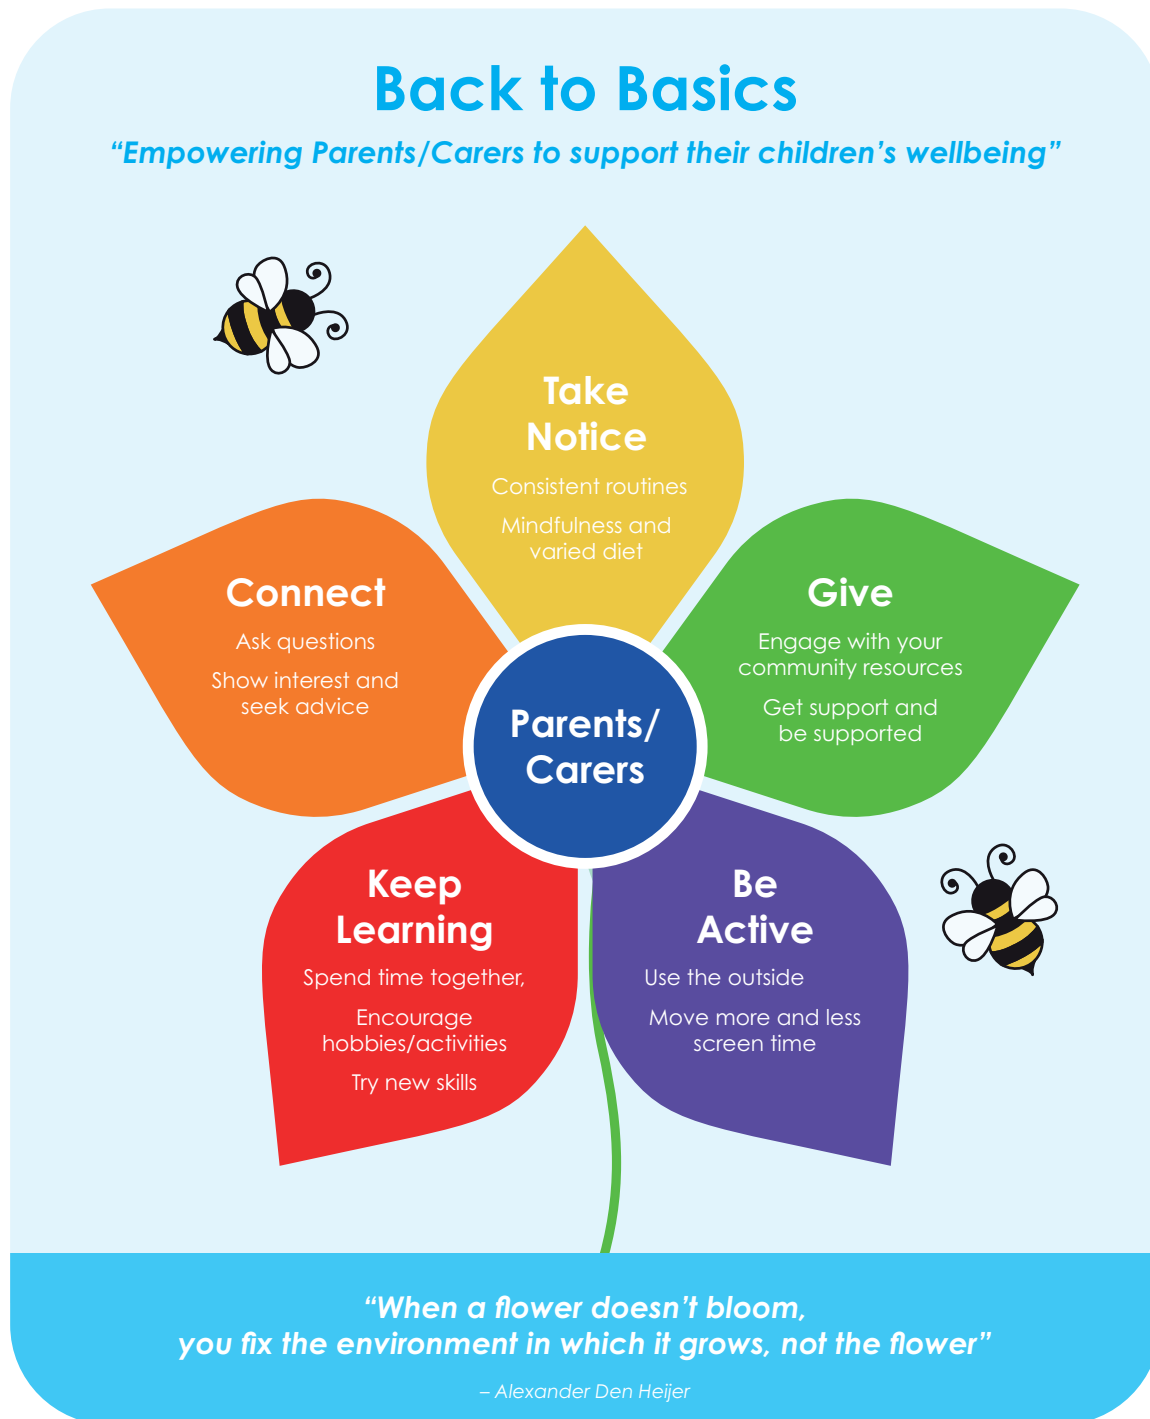 Back to Basics
“Empowering Parents/Carers to support their children’s wellbeing”
Take
Notice
Consistent routines
Mindfulness and
varied diet
Connect
Ask questions
Show interest and
seek advice
Give
Engage with your
community resources
Get support and
be supported
Parents/
Carers
Keep
Learning
Spend time together,
Encourage
hobbies/activities
Try new skills
Be
Active
Use the outside
Move more and less
screen time
“When a flower doesn’t bloom,
you fix the environment in which it grows, not the flower”
– Alexander Den Heijer